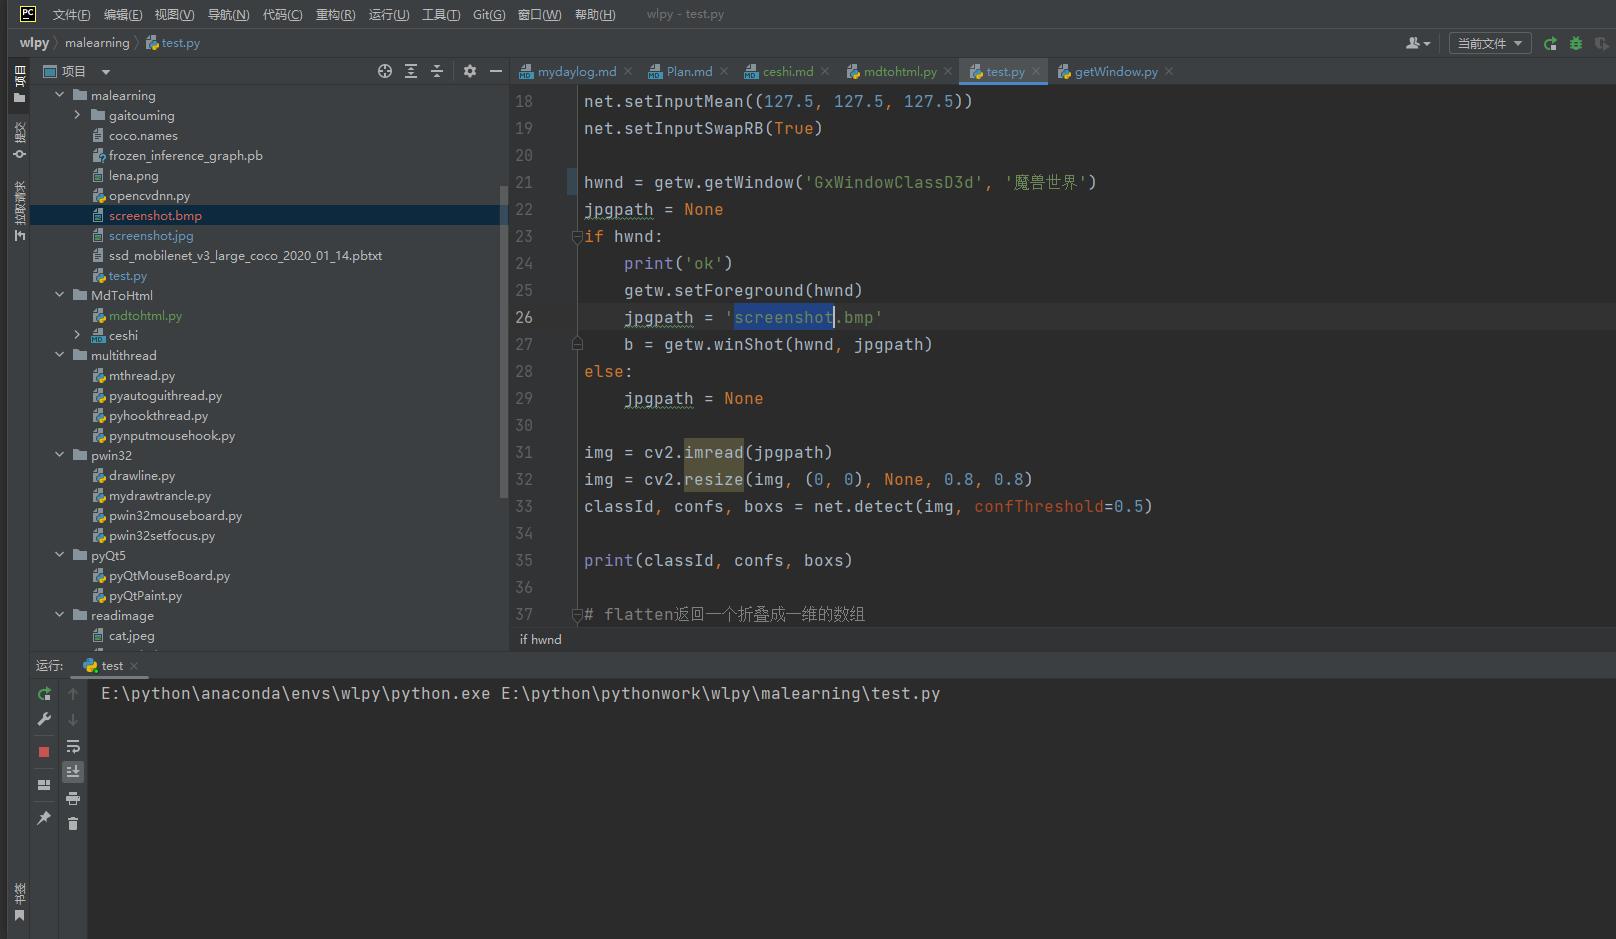 PC 文件(F) 编辑(E) 视图(V) 导航(N) 代码(C) 重构(R) 运行(U) 工具(T) Git(G) 窗口(W) 帮助(H) wlpy - test.py
wlpy malearning test.py 当前文件
项目 mydaylog.md Plan.md ceshi.md mdtohtml.py test.py getWindow.py
项目
提交
拉取请求
书签
malearning
gaitouming
coco.names
frozen_inference_graph.pb
lena.png
opencvdnn.py
screenshot.bmp
screenshot.jpg
ssd_mobilenet_v3_large_coco_2020_01_14.pbtxt
test.py
MdToHtml
mdtohtml.py
ceshi
multithread
mthread.py
pyautoguithread.py
pyhookthread.py
pynputmousehook.py
pwin32
drawline.py
mydrawtrancle.py
pwin32mouseboard.py
pwin32setfocus.py
pyQt5
pyQtMouseBoard.py
pyQtPaint.py
readimage
cat.jpeg
18 net.setInputMean((127.5, 127.5, 127.5))
19 net.setInputSwapRB(True)
20
21 hwnd = getw.getWindow('GxWindowClassD3d', '魔兽世界')
22 jpgpath = None
23 if hwnd:
24 print('ok')
25 getw.setForeground(hwnd)
26 jpgpath = 'screenshot.bmp'
27 b = getw.winShot(hwnd, jpgpath)
28 else:
29 jpgpath = None
30
31 img = cv2.imread(jpgpath)
32 img = cv2.resize(img, (0, 0), None, 0.8, 0.8)
33 classId, confs, boxs = net.detect(img, confThreshold=0.5)
34
35 print(classId, confs, boxs)
36
37 # flatten返回一个折叠成一维的数组
if hwnd
运行: test
E:\python\anaconda\envs\wlpy\python.exe E:\python\pythonwork\wlpy\malearning\test.py